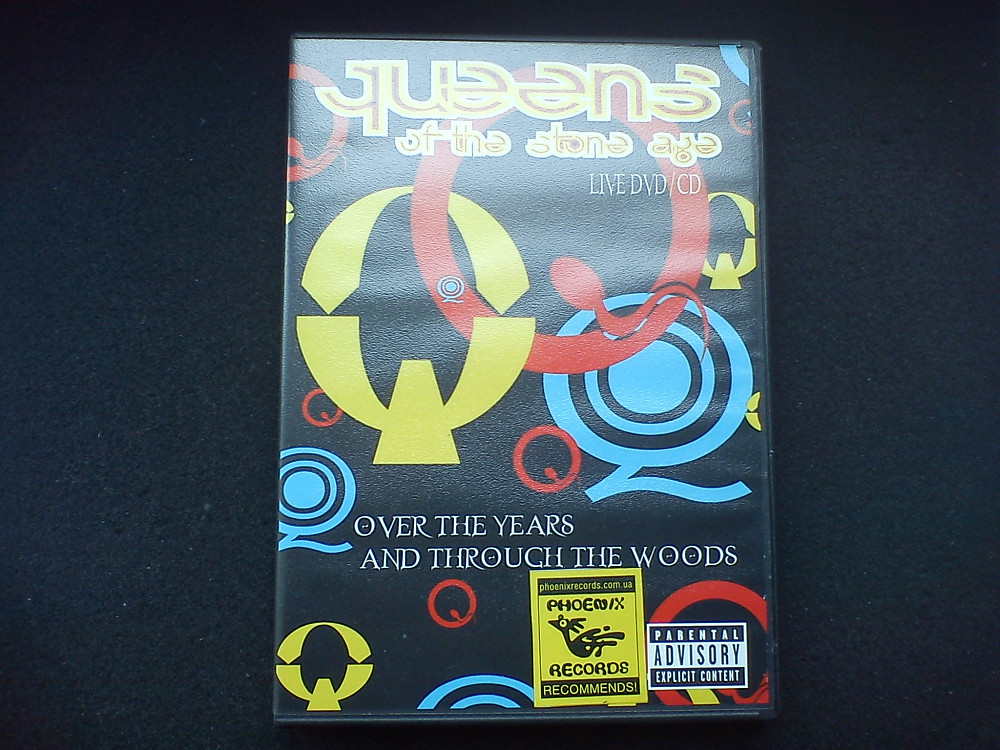 queens
of the stone age
LIVE DVD/CD
OVER THE YEARS
AND THROUGH THE WOODS
phoenixrecords.com.ua
PHOENIX
RECORDS
RECOMMENDS!
PARENTAL
ADVISORY
EXPLICIT CONTENT